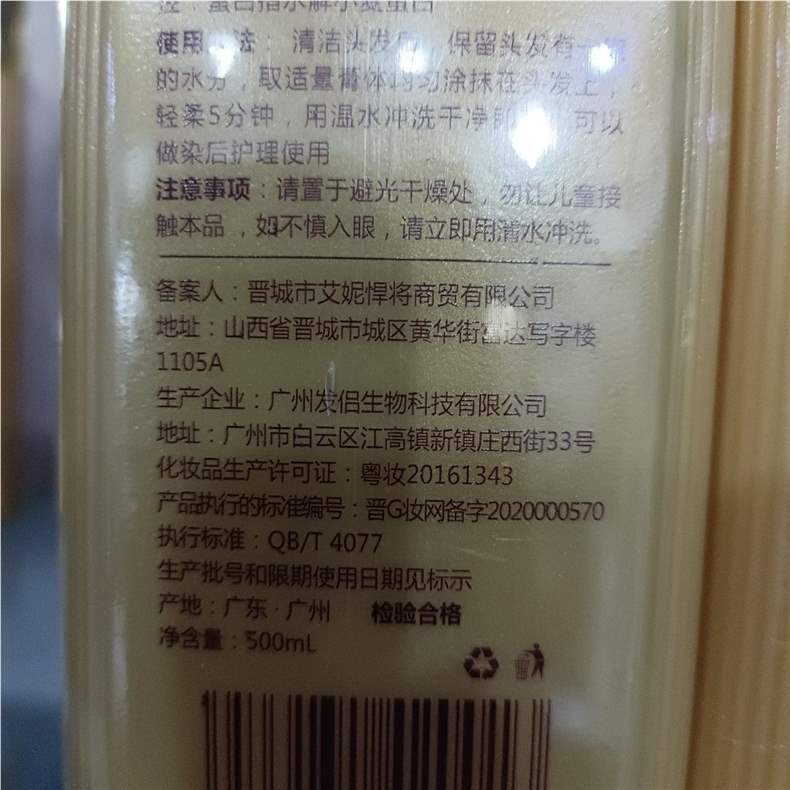 蛋白指水解小麦蛋白
使用 法：清洁头发 ，保留头发有一
的水分，取适量膏体均匀涂抹在头发上，
轻柔5分钟，用温水冲洗干净即 可以
做染后护理使用
注意事项：请置于避光干燥处，勿让儿童接
触本品，如不慎入眼，请立即用清水冲洗。
备案人：晋城市艾妮悍将商贸有限公司
地址：山西省晋城市城区黄华街富达写字楼
1105A
生产企业：广州发侣生物科技有限公司
地址：广州市白云区江高镇新镇庄西街33号
化妆品生产许可证：粤妆20161343
产品执行的标准编号：晋G妆网备字2020000570
执行标准：QB/T 4077
生产批号和限期使用日期见标示
产地：广东·广州 检验合格
净含量：500mL